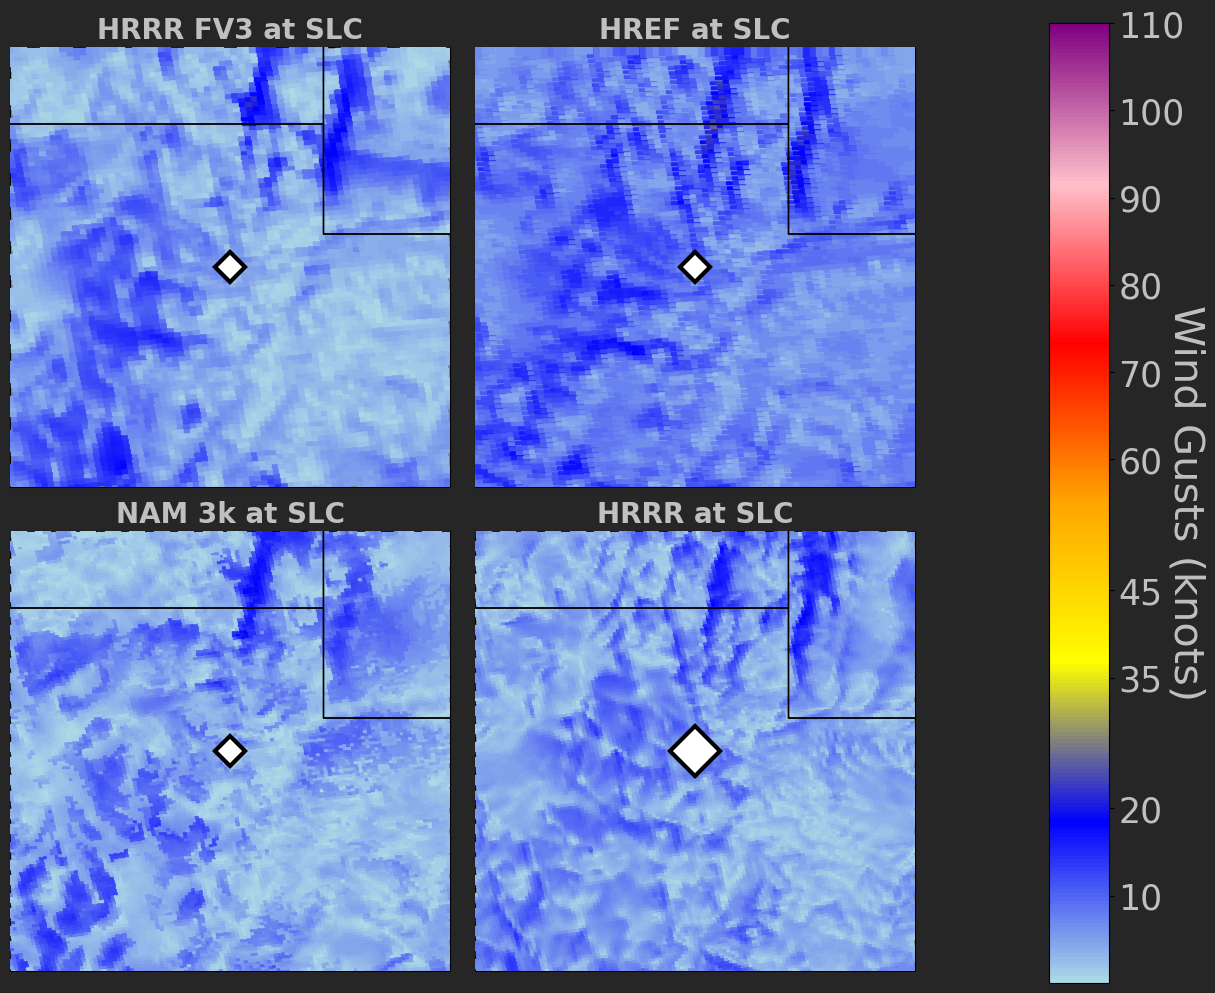 HRRR FV3 at SLC
HREF at SLC
NAM 3k at SLC
HRRR at SLC
110
100
90
80
70
60
45
35
20
10
Wind Gusts (knots)